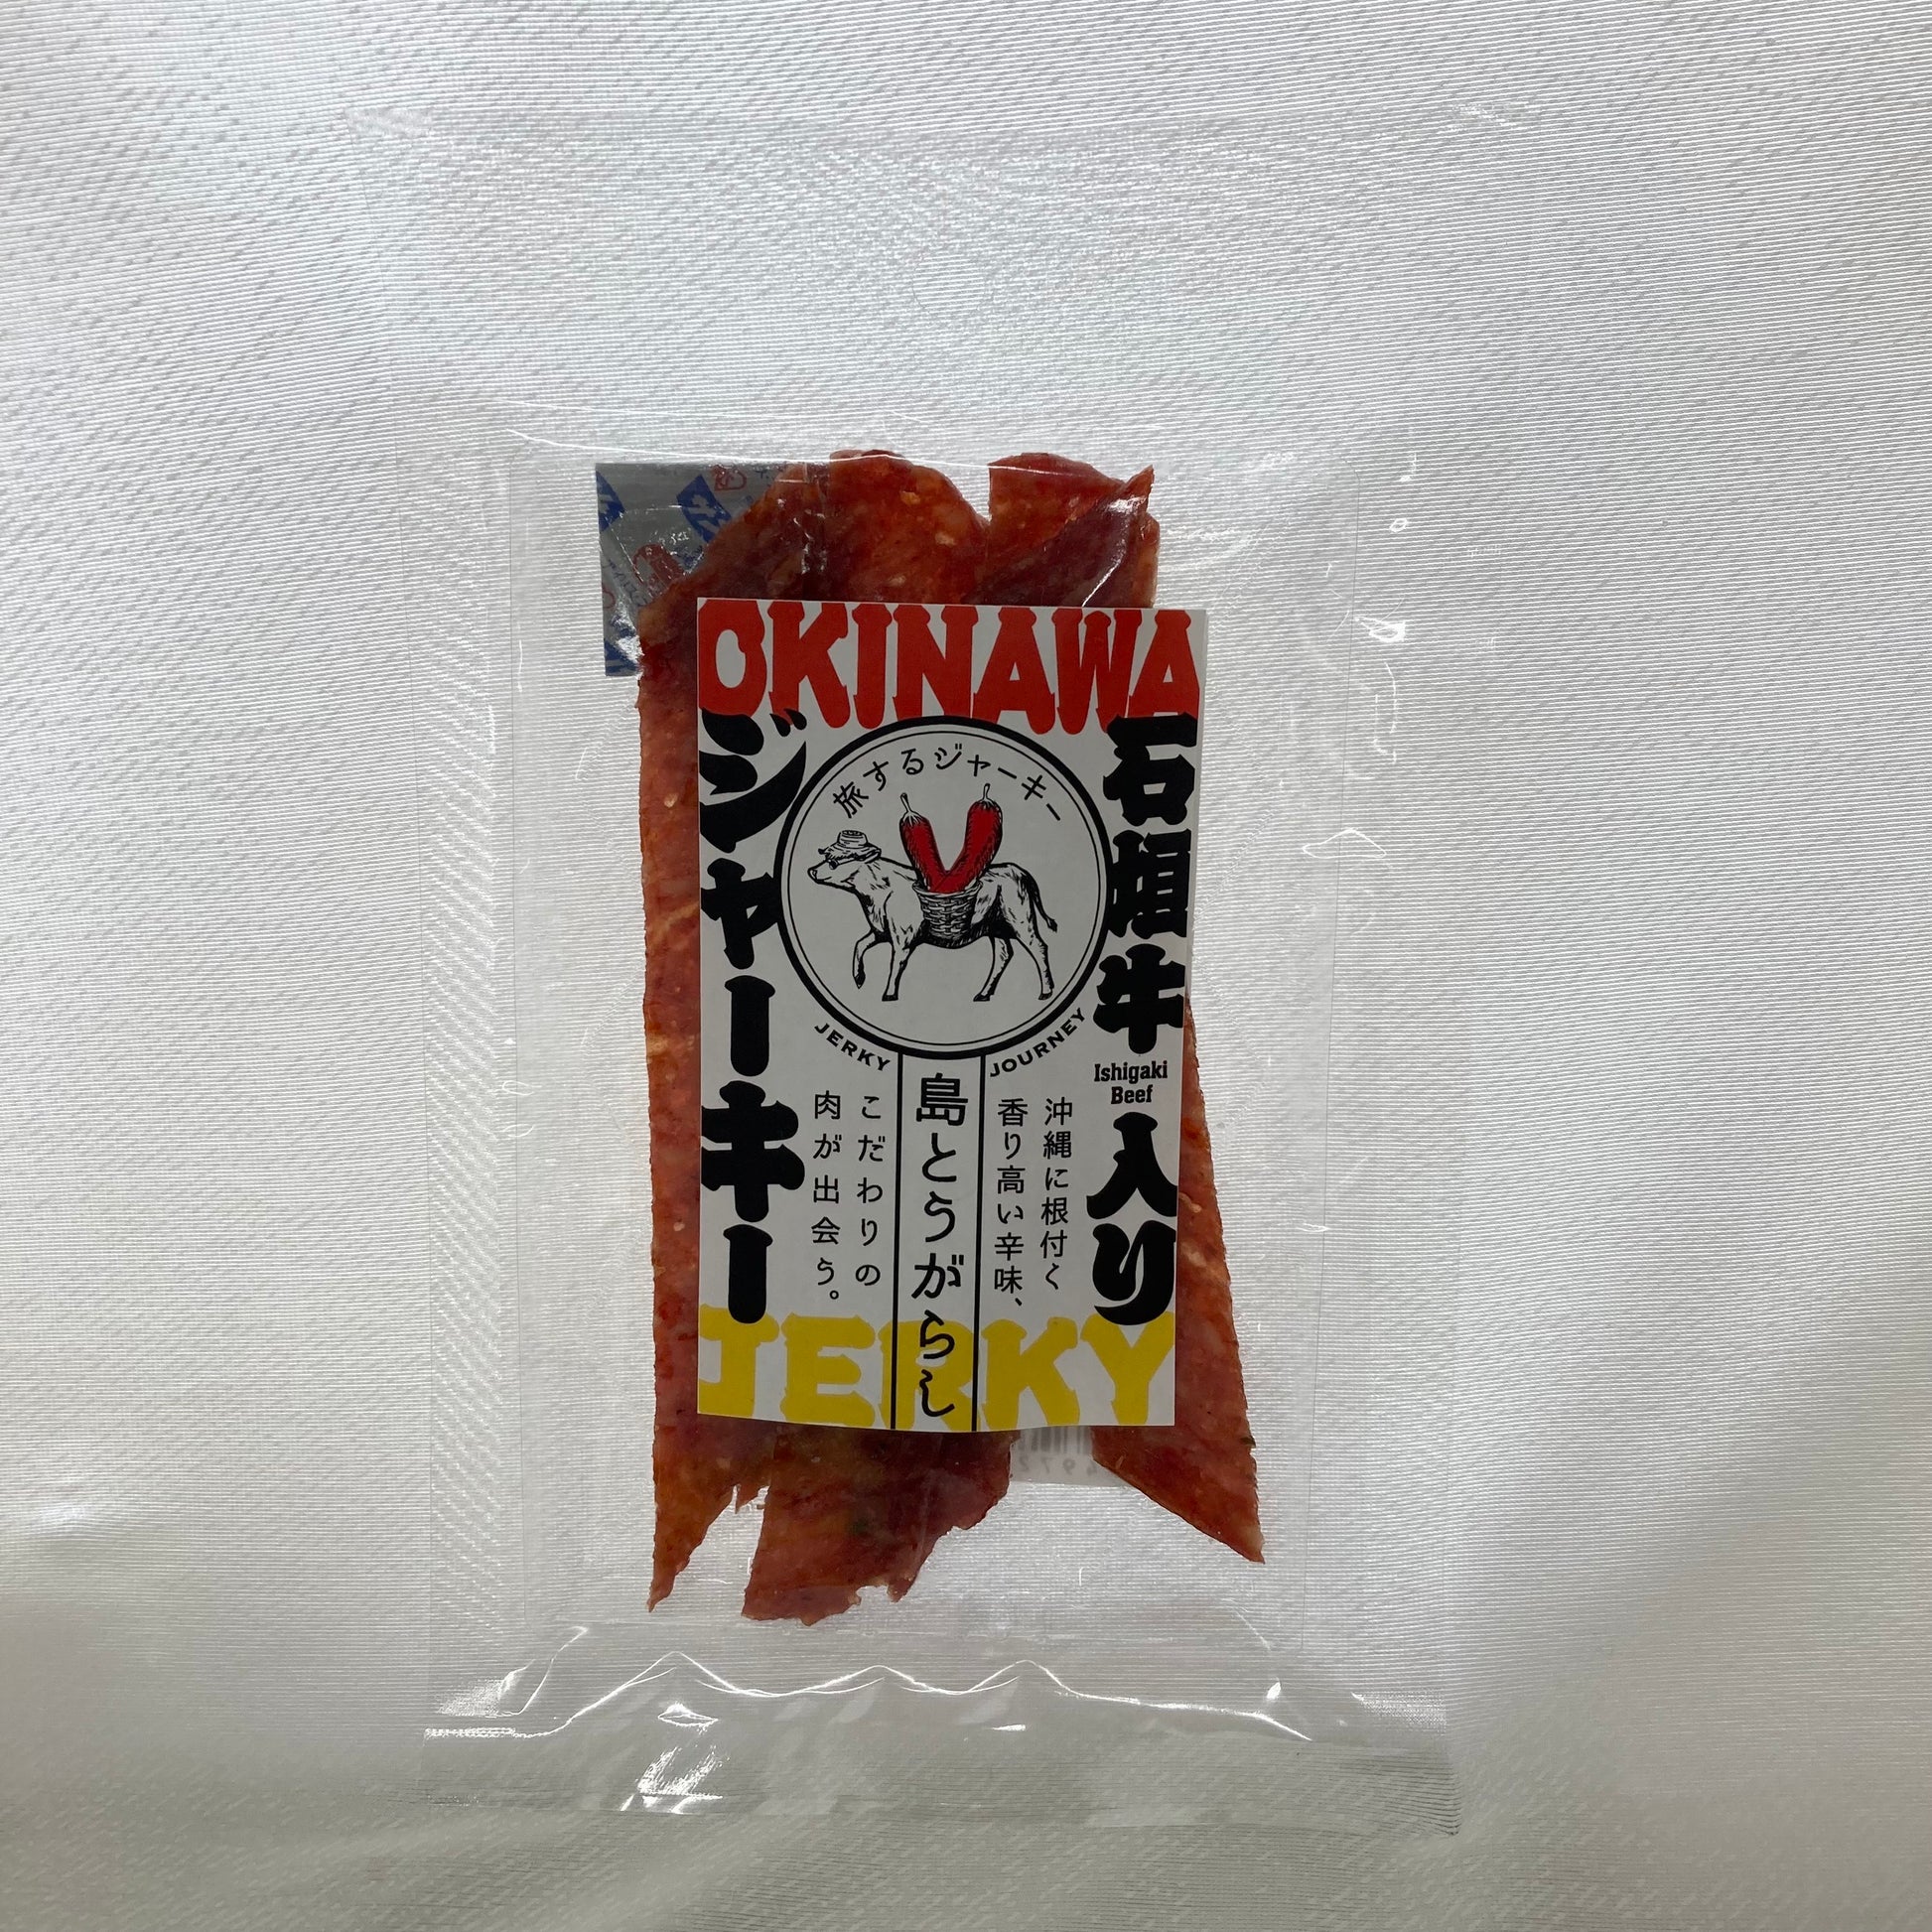 OKINAWA
石垣牛
Ishigaki
Beef
入り
ジャーキー
旅するジャーキー
JERKY JOURNEY
沖縄に根付く
香り高い辛味、
島とうがらし
こだわりの
肉が出会う。
JERKY